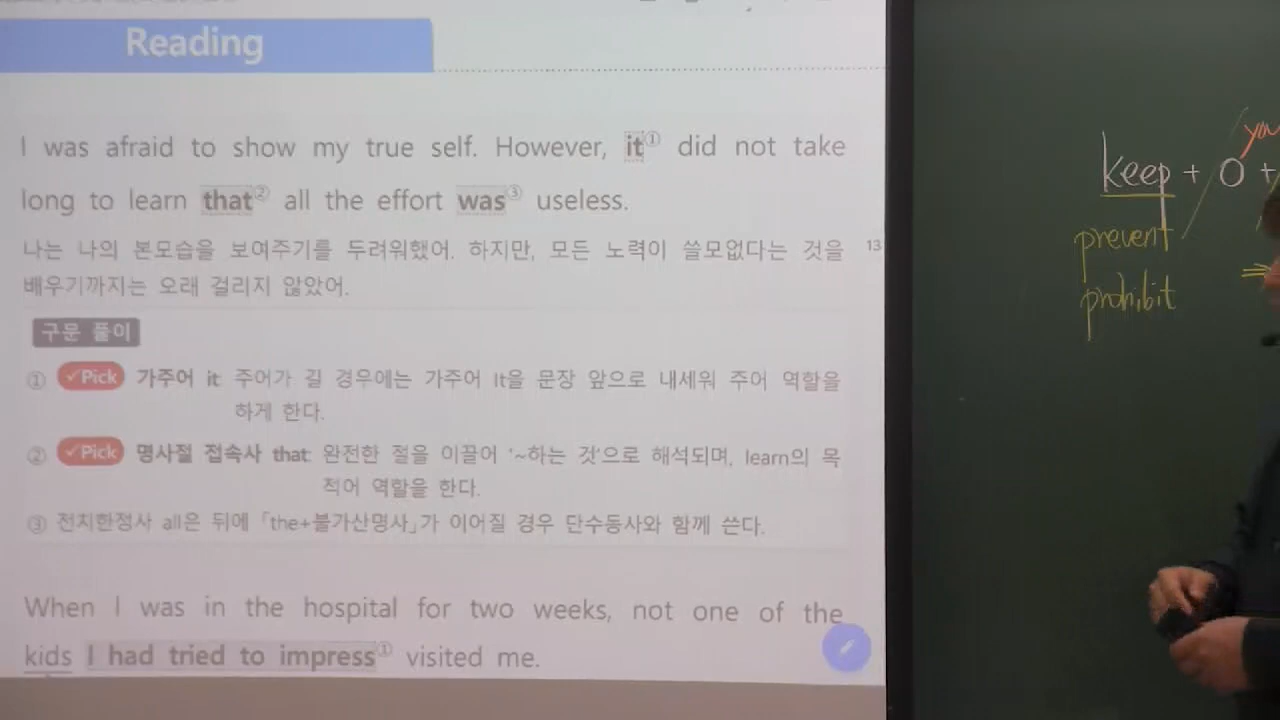 Reading
I was afraid to show my true self. However, it① did not take
long to learn that② all the effort was③ useless.
나는 나의 본모습을 보여주기를 두려워했어. 하지만, 모든 노력이 쓸모없다는 것을
13
배우기까지는 오래 걸리지 않았어.
구문 풀이
① ✓Pick 가주어 it: 주어가 길 경우에는 가주어 It을 문장 앞으로 내세워 주어 역할을
하게 한다.
② ✓Pick 명사절 접속사 that: 완전한 절을 이끌어 '~하는 것'으로 해석되며, learn의 목
적어 역할을 한다.
③ 전치한정사 all은 뒤에 「the+불가산명사」가 이어질 경우 단수동사와 함께 쓴다.
When I was in the hospital for two weeks, not one of the
kids I had tried to impress① visited me.
you
keep + O +
prevent
prohibit